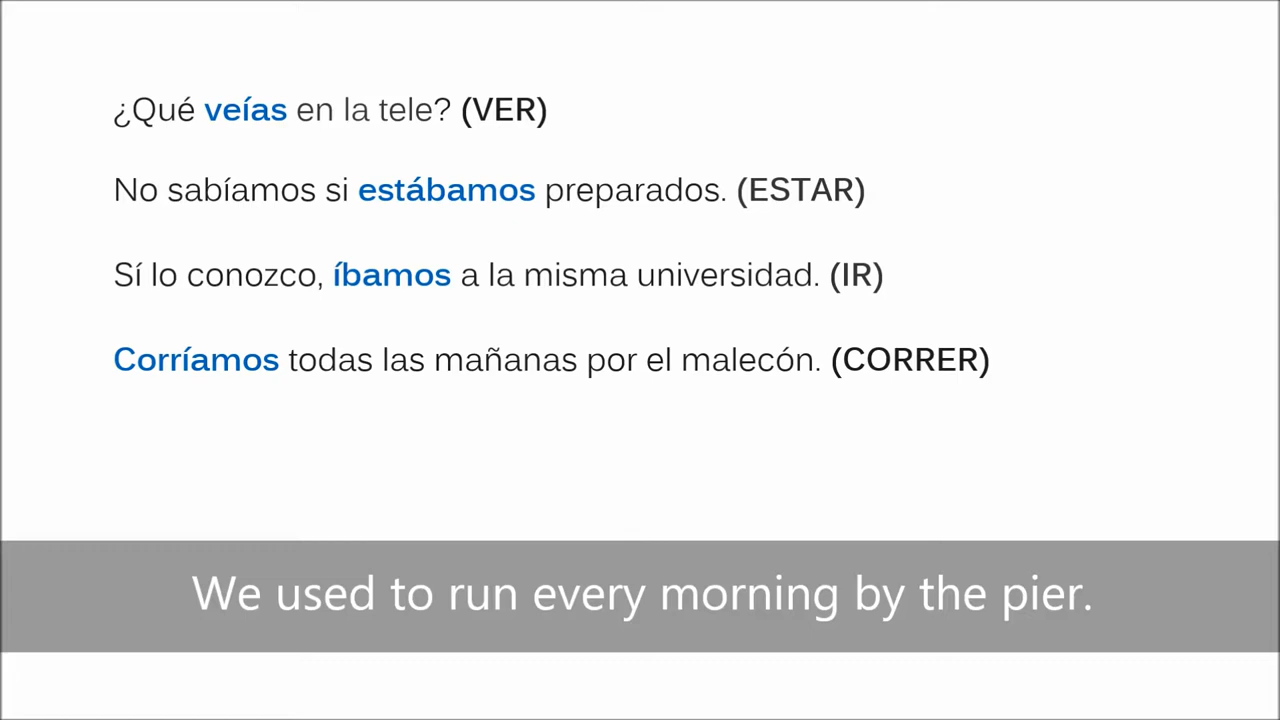 ¿Qué veías en la tele? (VER)
No sabíamos si estábamos preparados. (ESTAR)
Sí lo conozco, íbamos a la misma universidad. (IR)
Corríamos todas las mañanas por el malecón. (CORRER)
We used to run every morning by the pier.